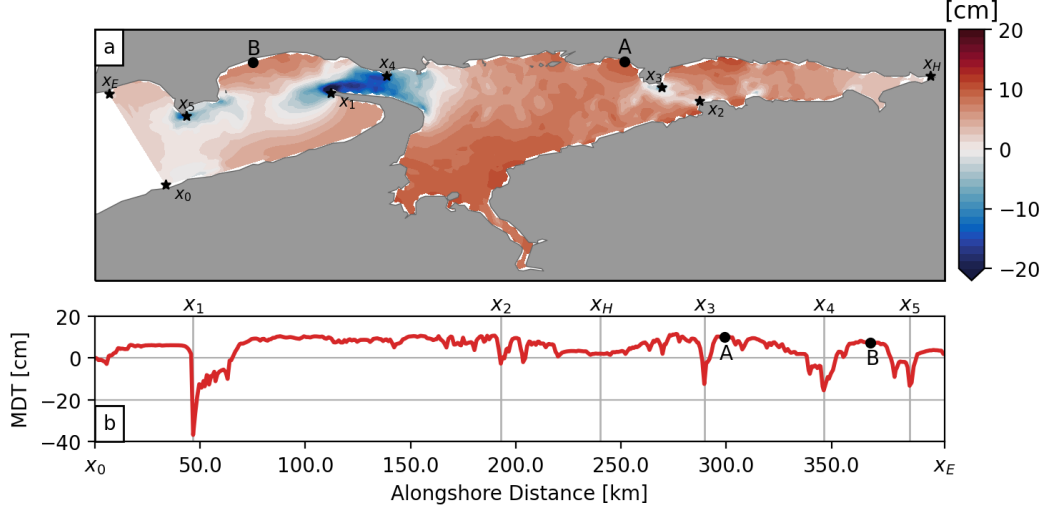 [cm]
a
B
A
x_E
x_5
x_4
x_1
x_3
x_2
x_H
x_0
20
10
0
−10
−20
x_1 x_2 x_H x_3 x_4 x_5
MDT [cm]
20
0
−20
−40
A
B
b
x_0 50.0 100.0 150.0 200.0 250.0 300.0 350.0 x_E
Alongshore Distance [km]